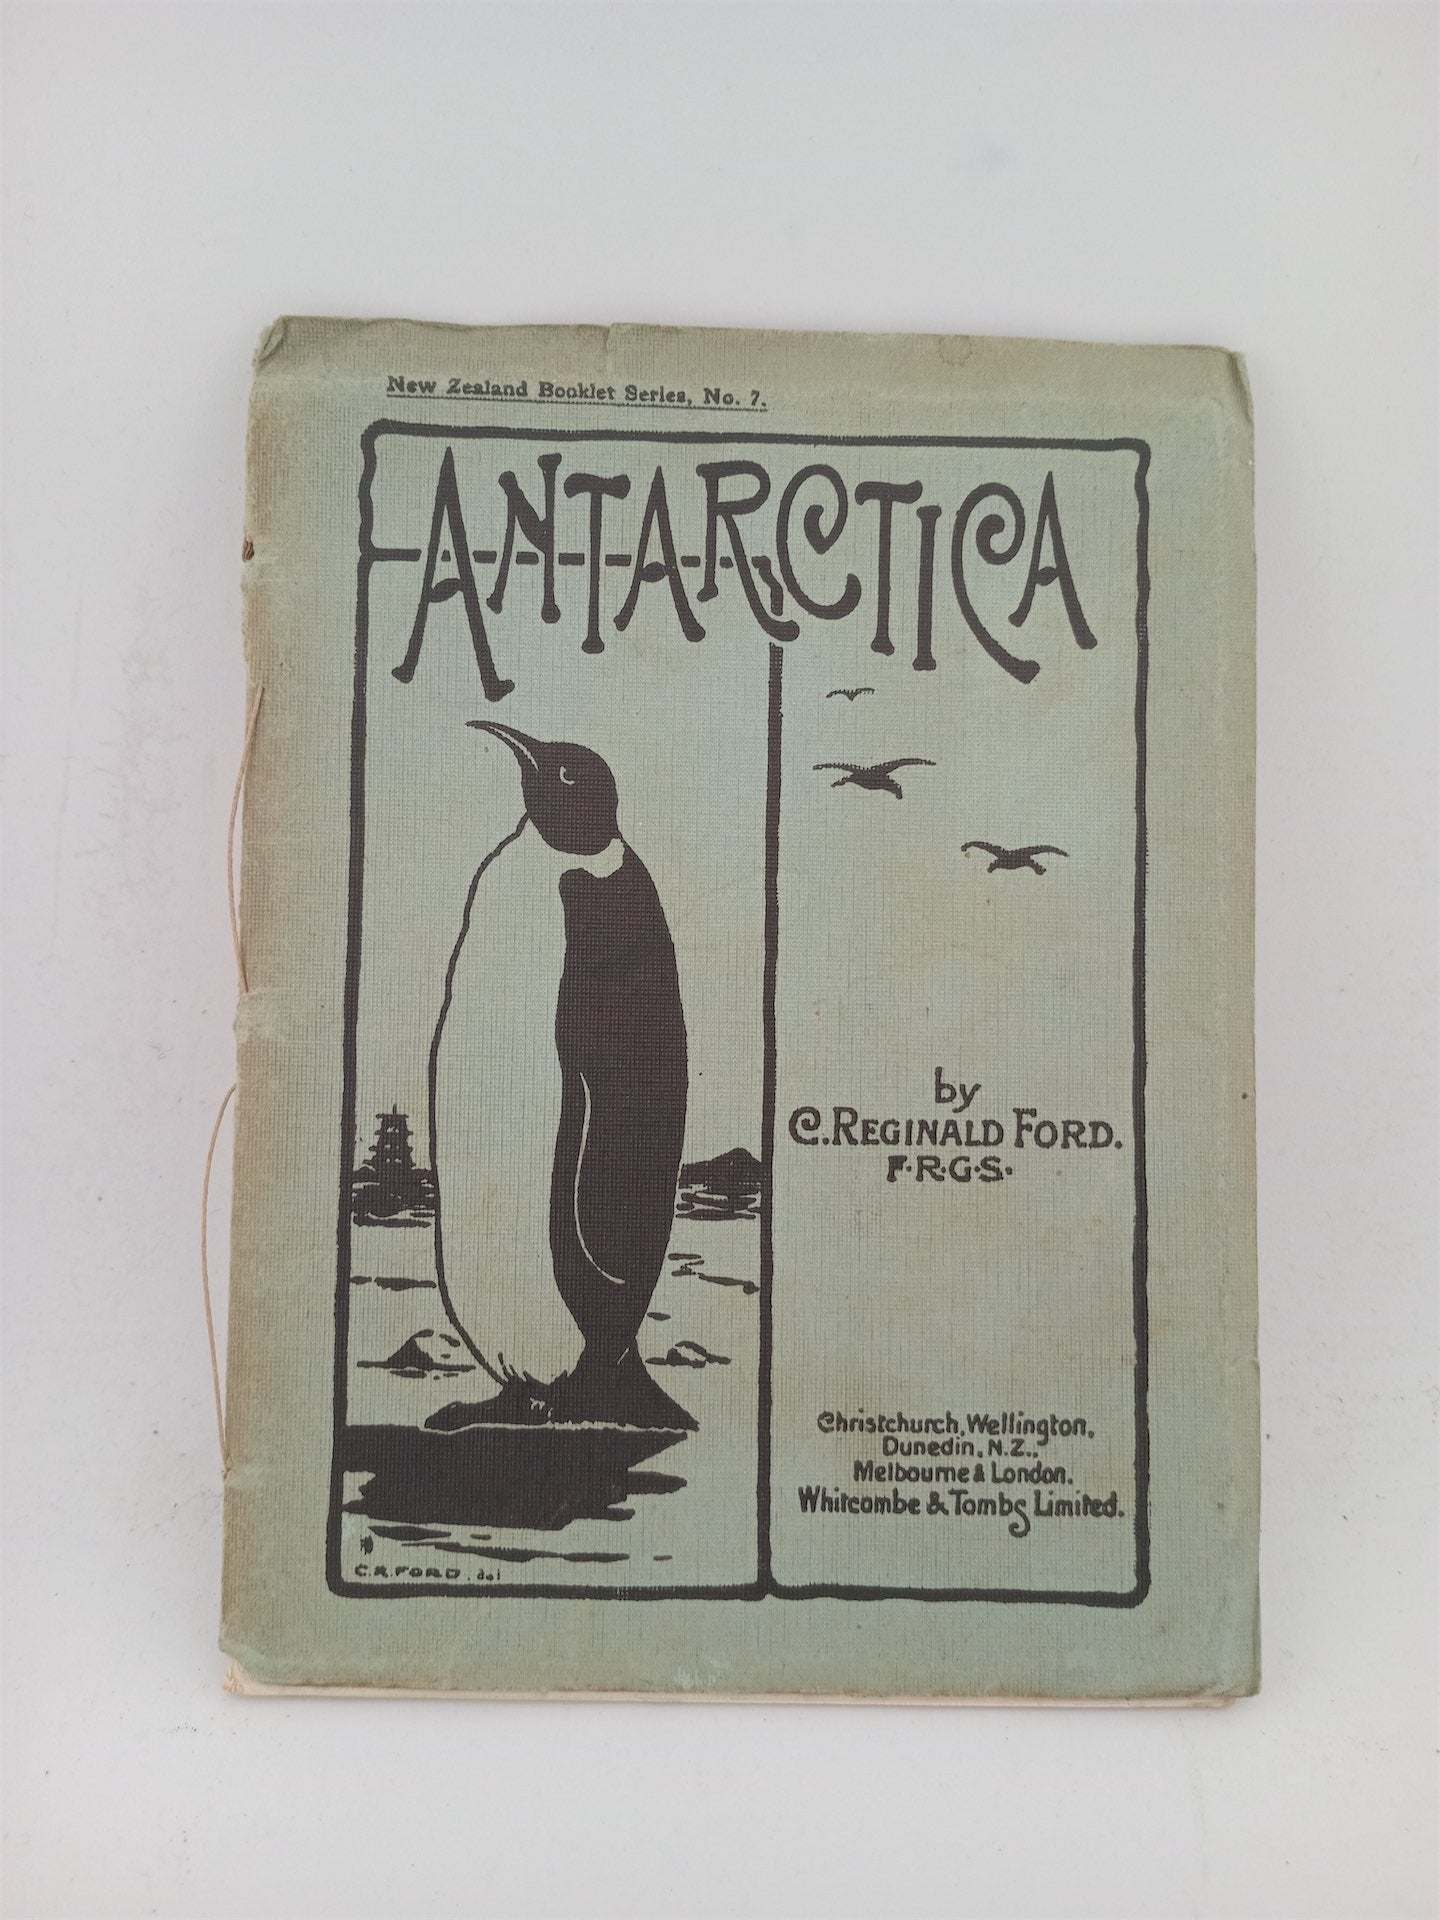 New Zealand Booklet Series, No. 7.
ANTARCTICA
by
C. REGINALD FORD.
F·R·G·S·
Christchurch, Wellington,
Dunedin, N.Z.,
Melbourne & London.
Whitcombe & Tombs Limited.
C.R. FORD. del